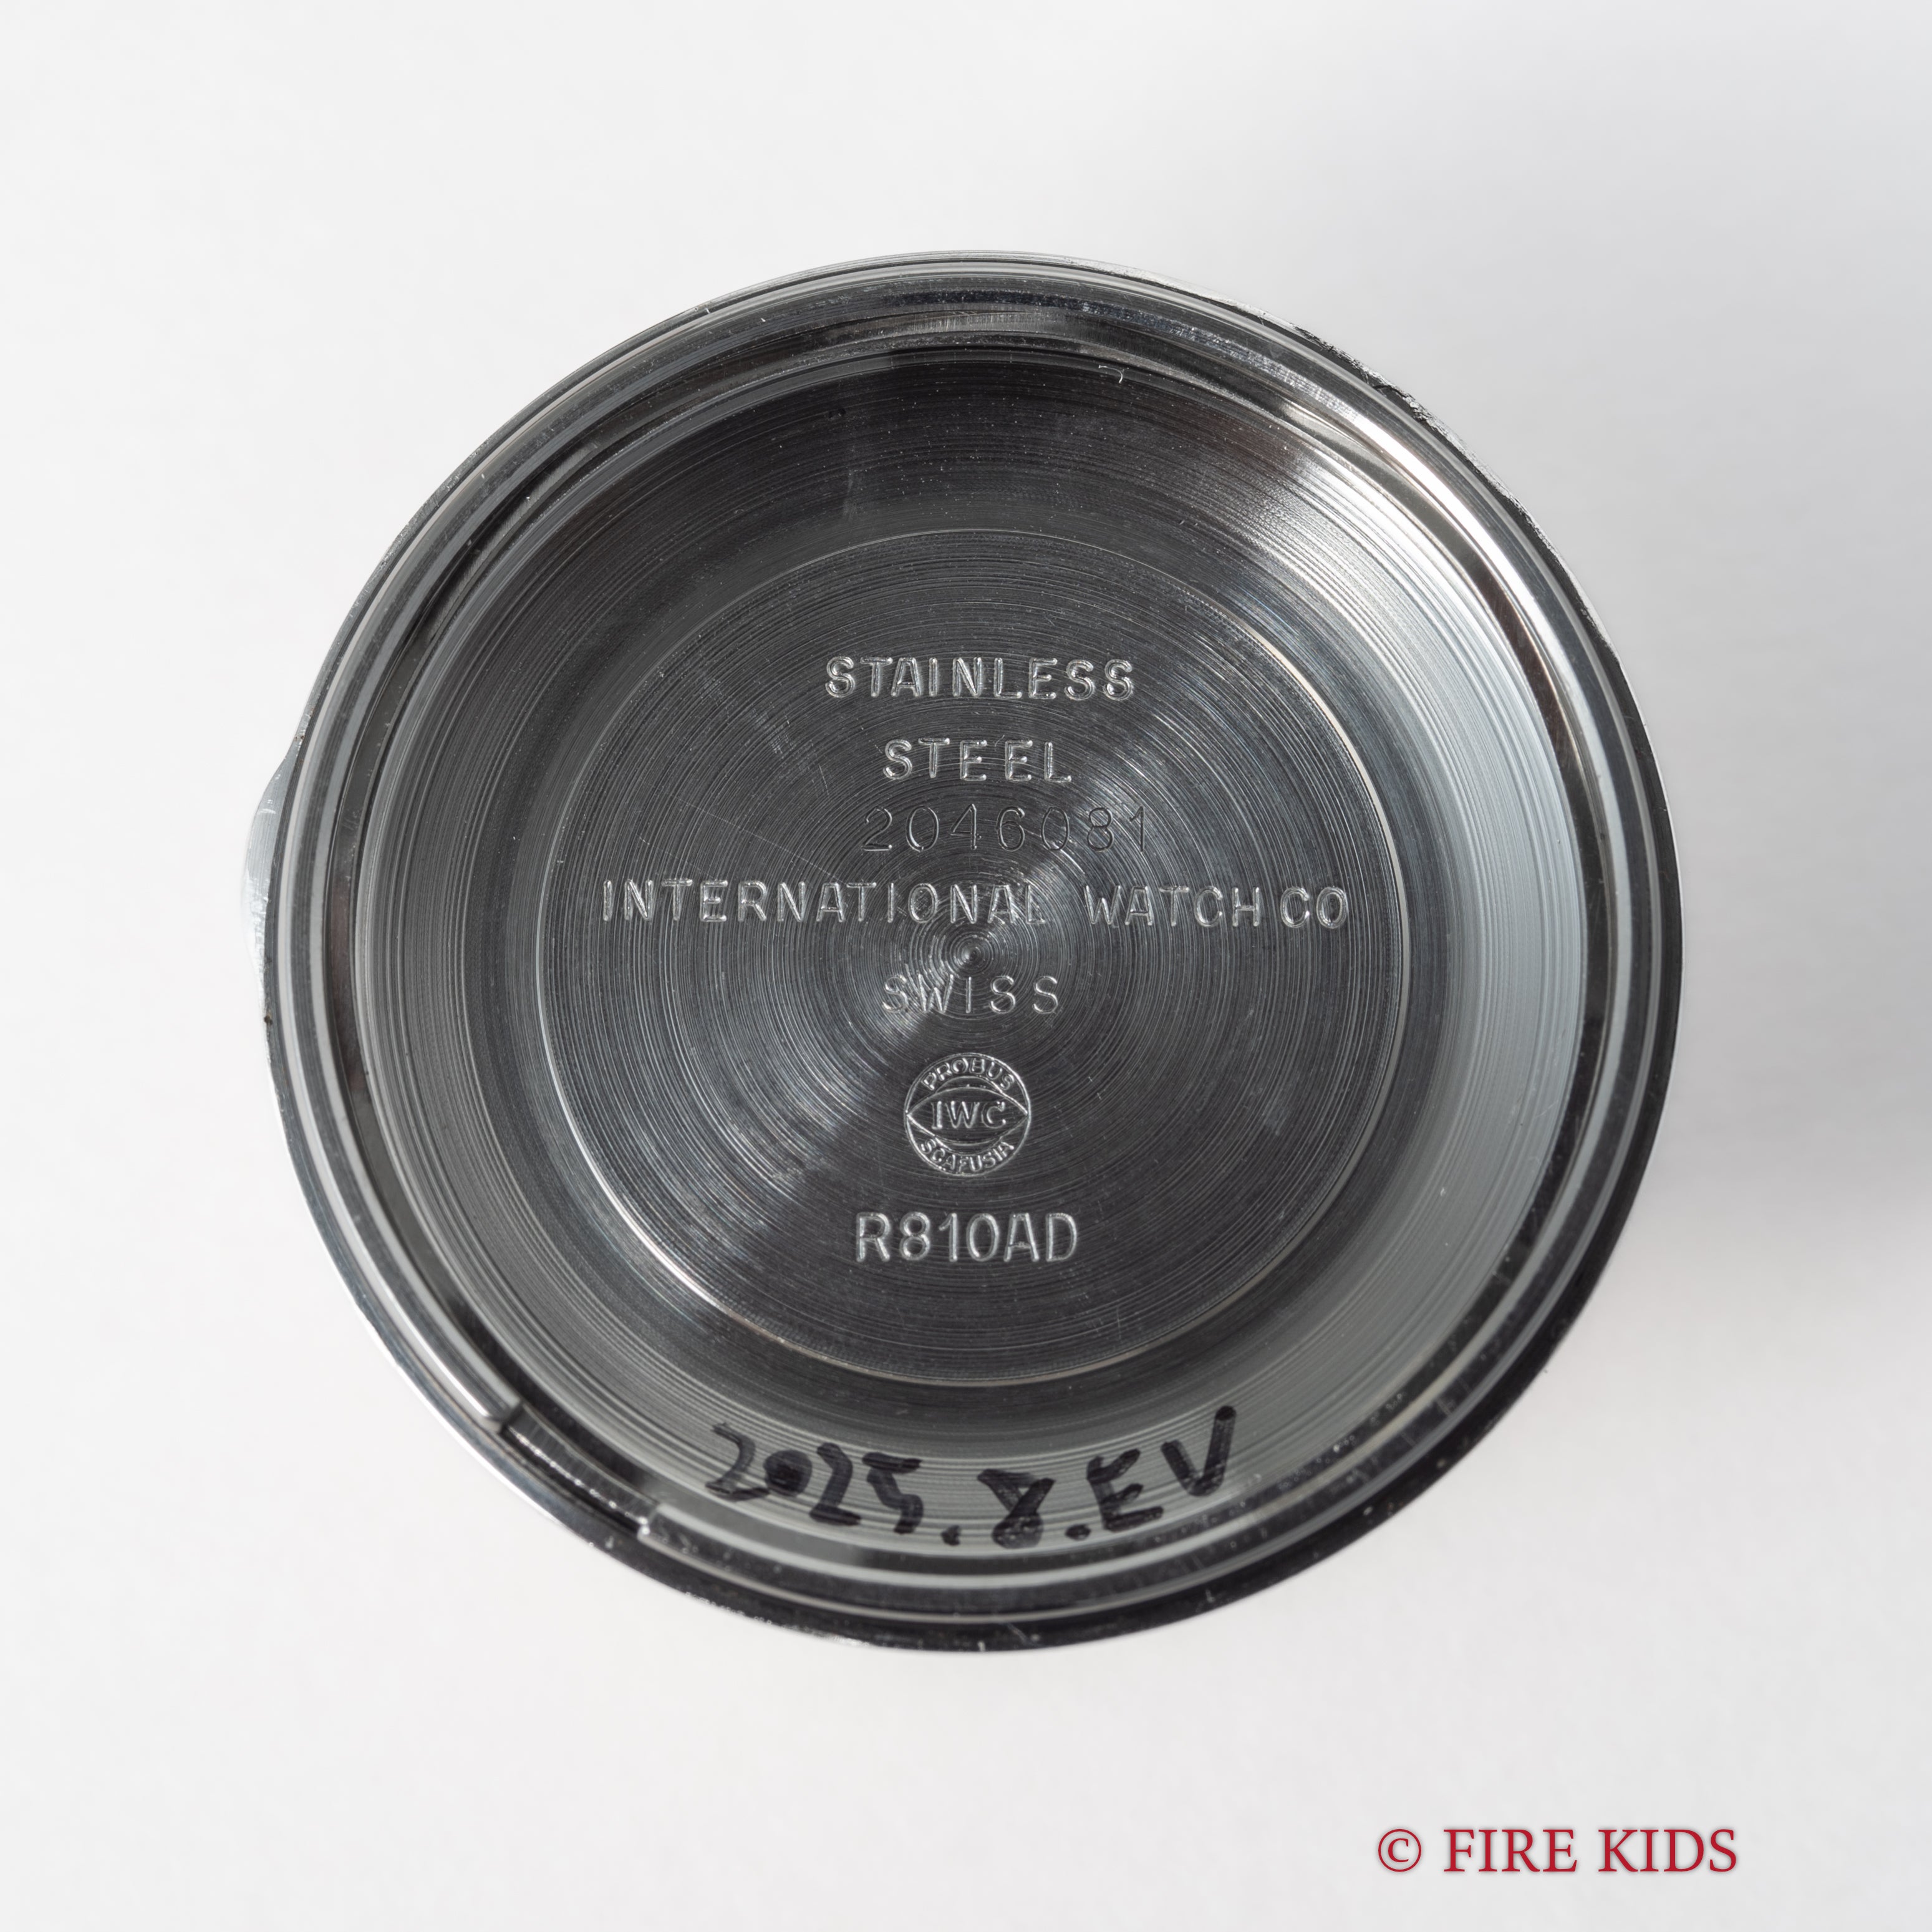 STAINLESS
STEEL
2046081
INTERNATIONAL WATCH CO
SWISS
PROBUS
IWC
SCAFUSIA
R810AD
2025.8.EV
© FIRE KIDS